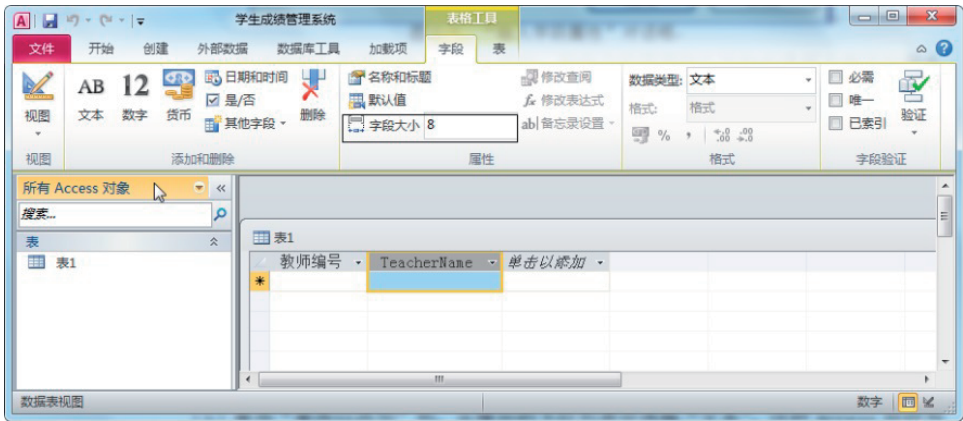 学生成绩管理系统 表格工具
文件 开始 创建 外部数据 数据库工具 加载项 字段 表
视图
AB 文本
12 数字
货币
日期和时间
是/否
其他字段
删除
名称和标题
默认值
字段大小 8
修改查阅
fx 修改表达式
ab| 备忘录设置
数据类型: 文本
格式: 格式
% , .00 .00
必需
唯一
已索引
验证
视图 添加和删除 属性 格式 字段验证
所有 Access 对象 «
搜索...
表
表1
表1
教师编号 TeacherName 单击以添加
数据表视图 数字